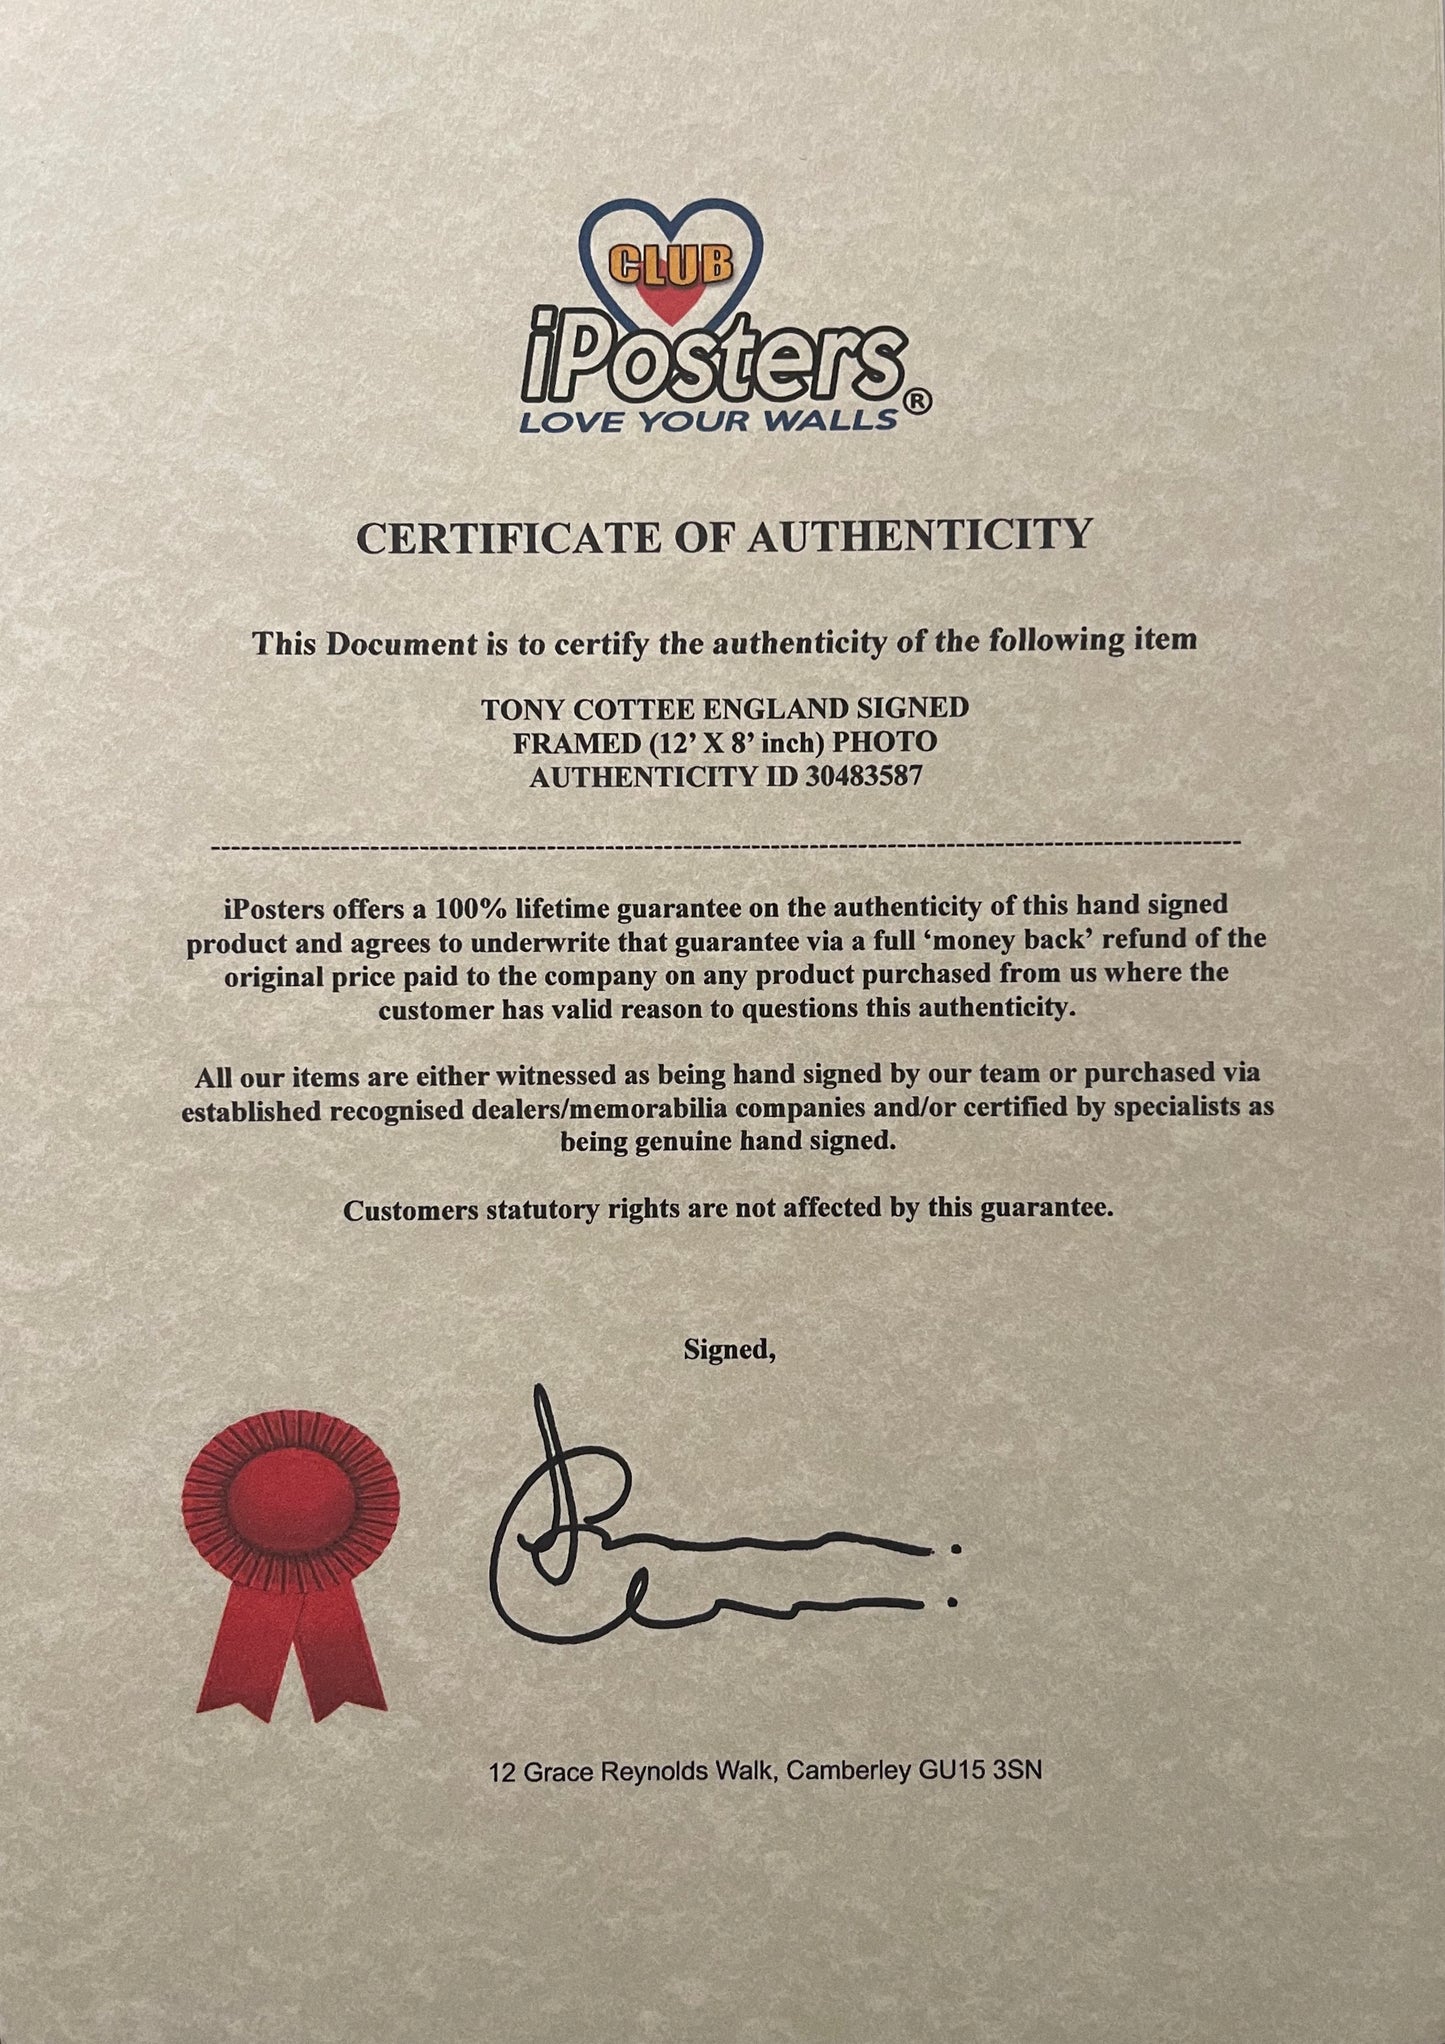 CLUB
iPosters®
LOVE YOUR WALLS
CERTIFICATE OF AUTHENTICITY
This Document is to certify the authenticity of the following item
TONY COTTEE ENGLAND SIGNED
FRAMED (12’ X 8’ inch) PHOTO
AUTHENTICITY ID 30483587
iPosters offers a 100% lifetime guarantee on the authenticity of this hand signed
product and agrees to underwrite that guarantee via a full ‘money back’ refund of the
original price paid to the company on any product purchased from us where the
customer has valid reason to questions this authenticity.
All our items are either witnessed as being hand signed by our team or purchased via
established recognised dealers/memorabilia companies and/or certified by specialists as
being genuine hand signed.
Customers statutory rights are not affected by this guarantee.
Signed,
12 Grace Reynolds Walk, Camberley GU15 3SN